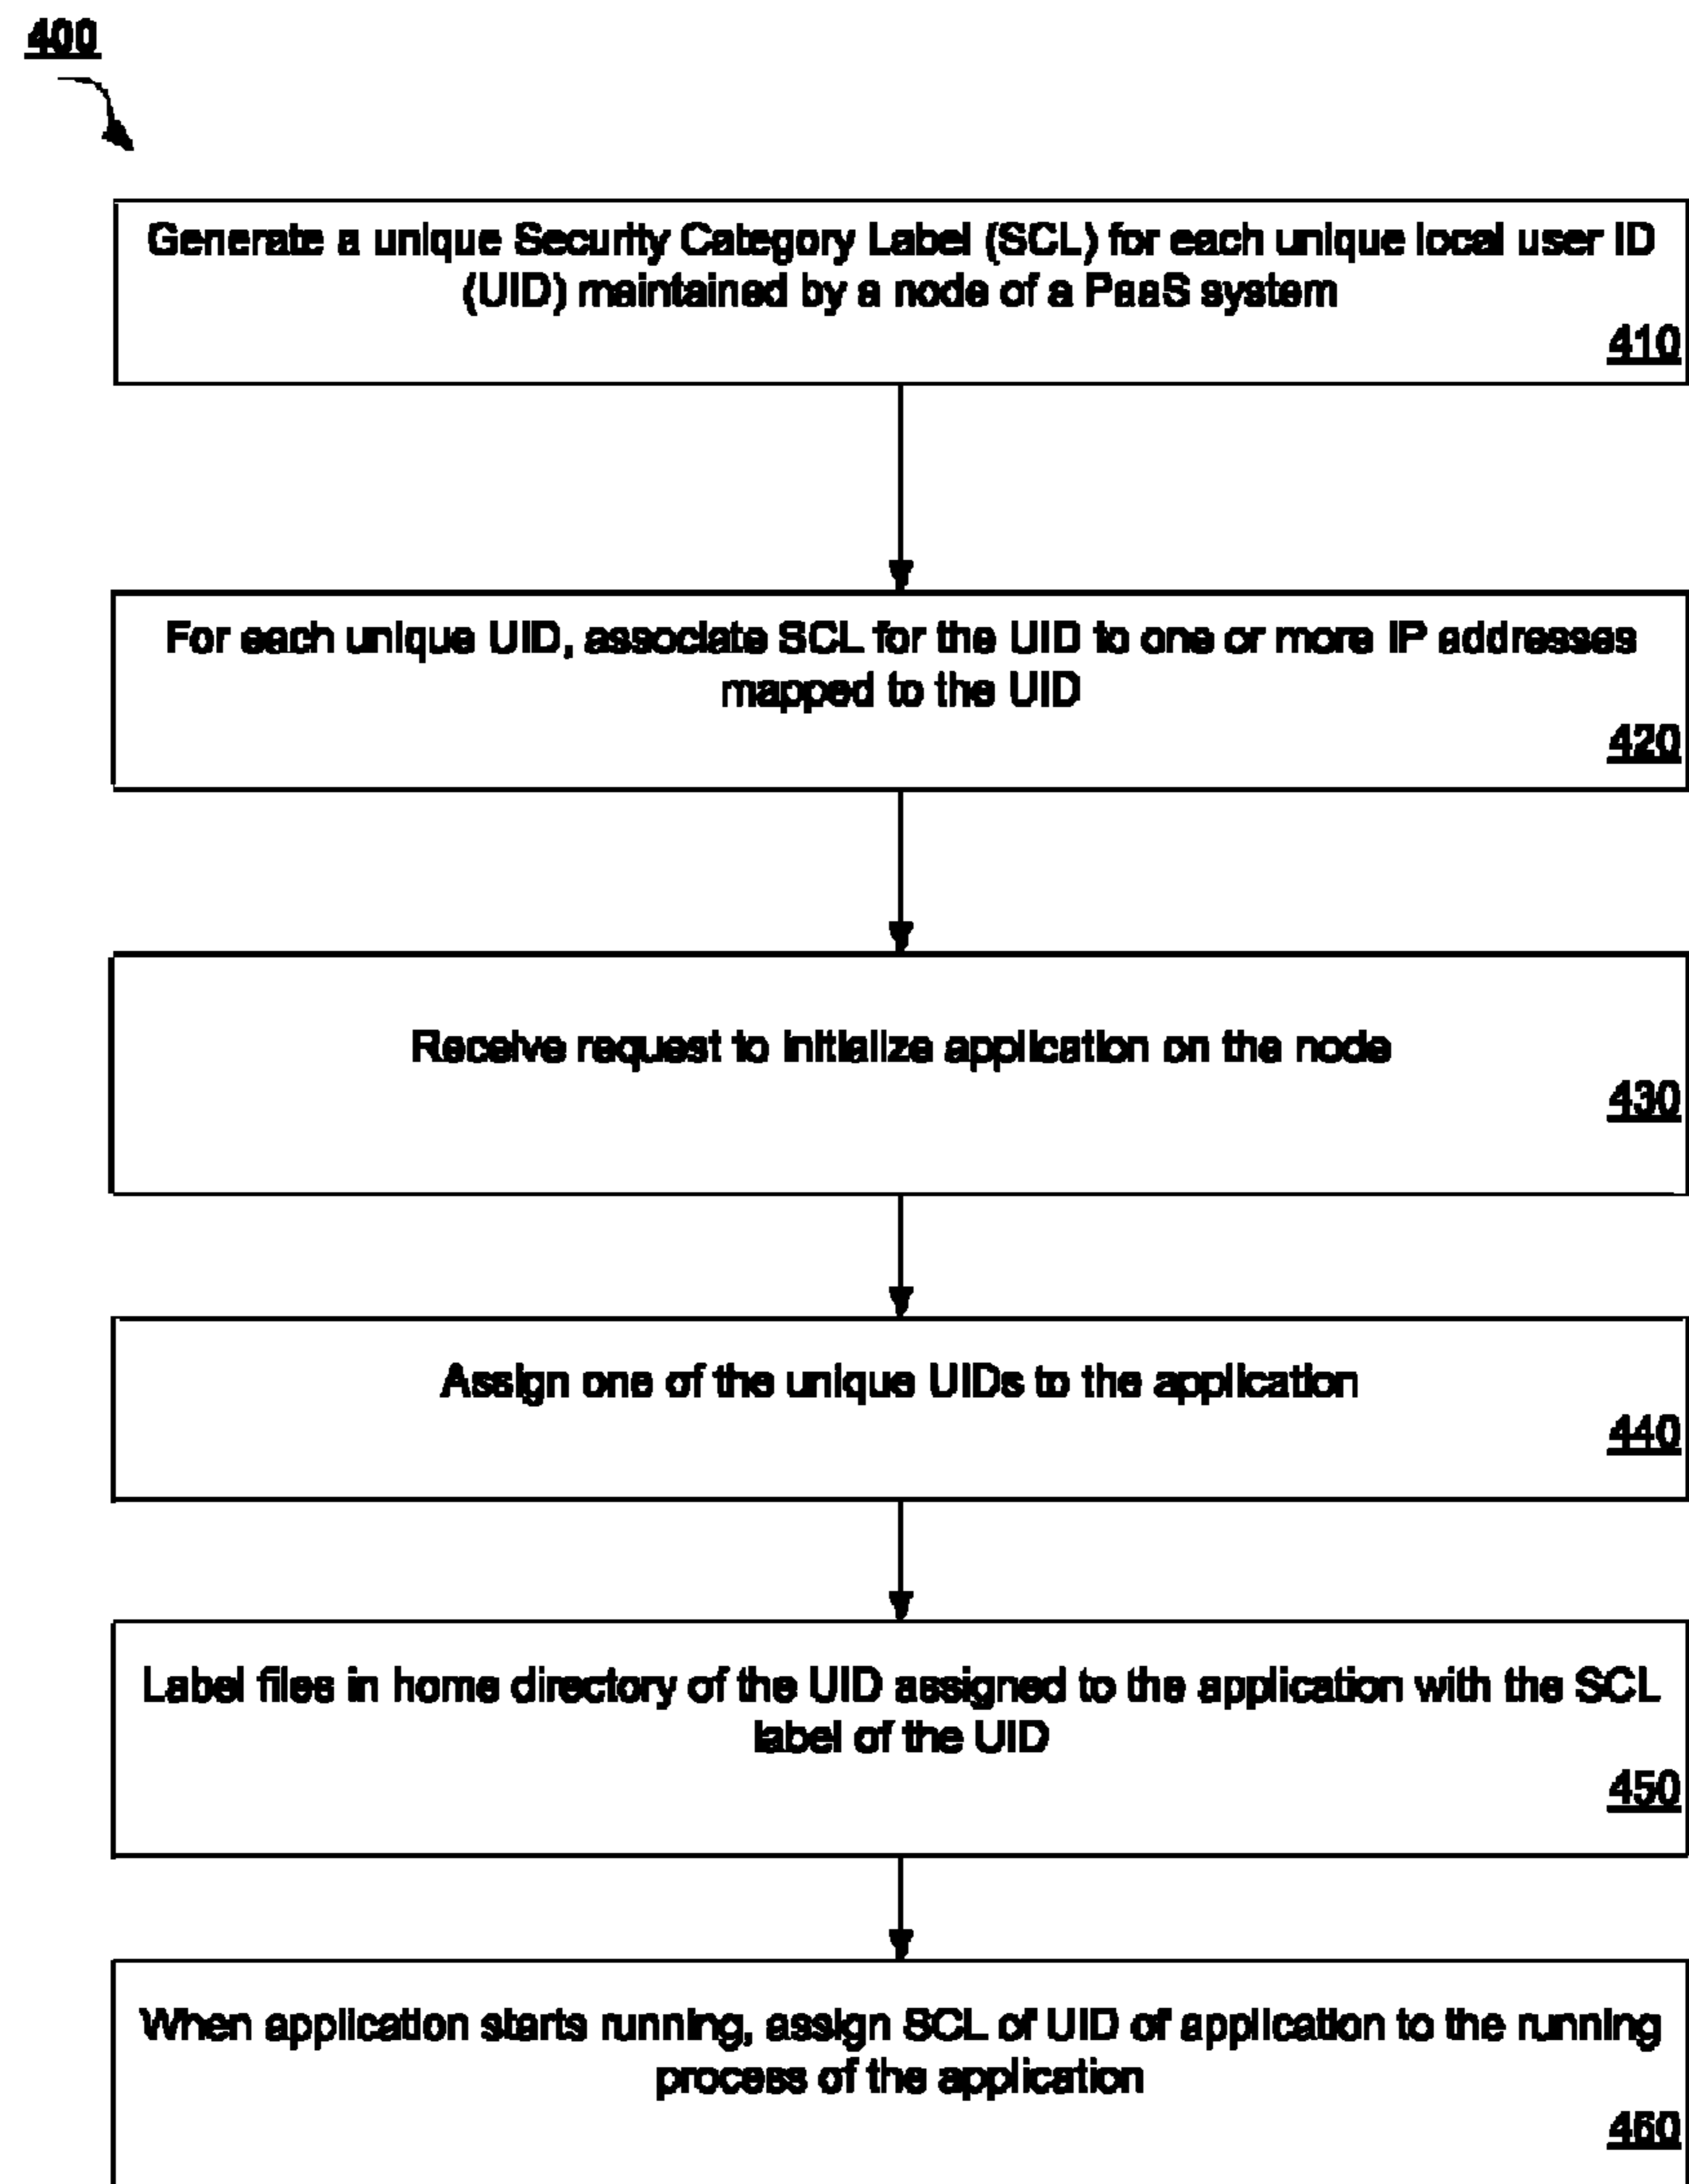 400
Generate a unique Security Category Label (SCL) for each unique local user ID
(UID) maintained by a node of a PaaS system
410
For each unique UID, associate SCL for the UID to one or more IP addresses
mapped to the UID
420
Receive request to initialize application on the node
430
Assign one of the unique UIDs to the application
440
Label files in home directory of the UID assigned to the application with the SCL
label of the UID
450
When application starts running, assign SCL of UID of application to the running
process of the application
460